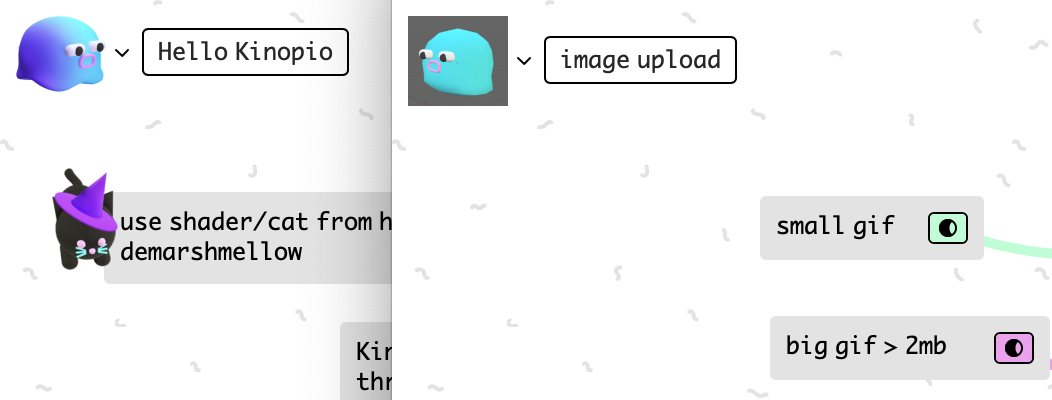 Hello Kinopio
use shader/cat from h
demarshmellow
image upload
small gif
big gif > 2mb